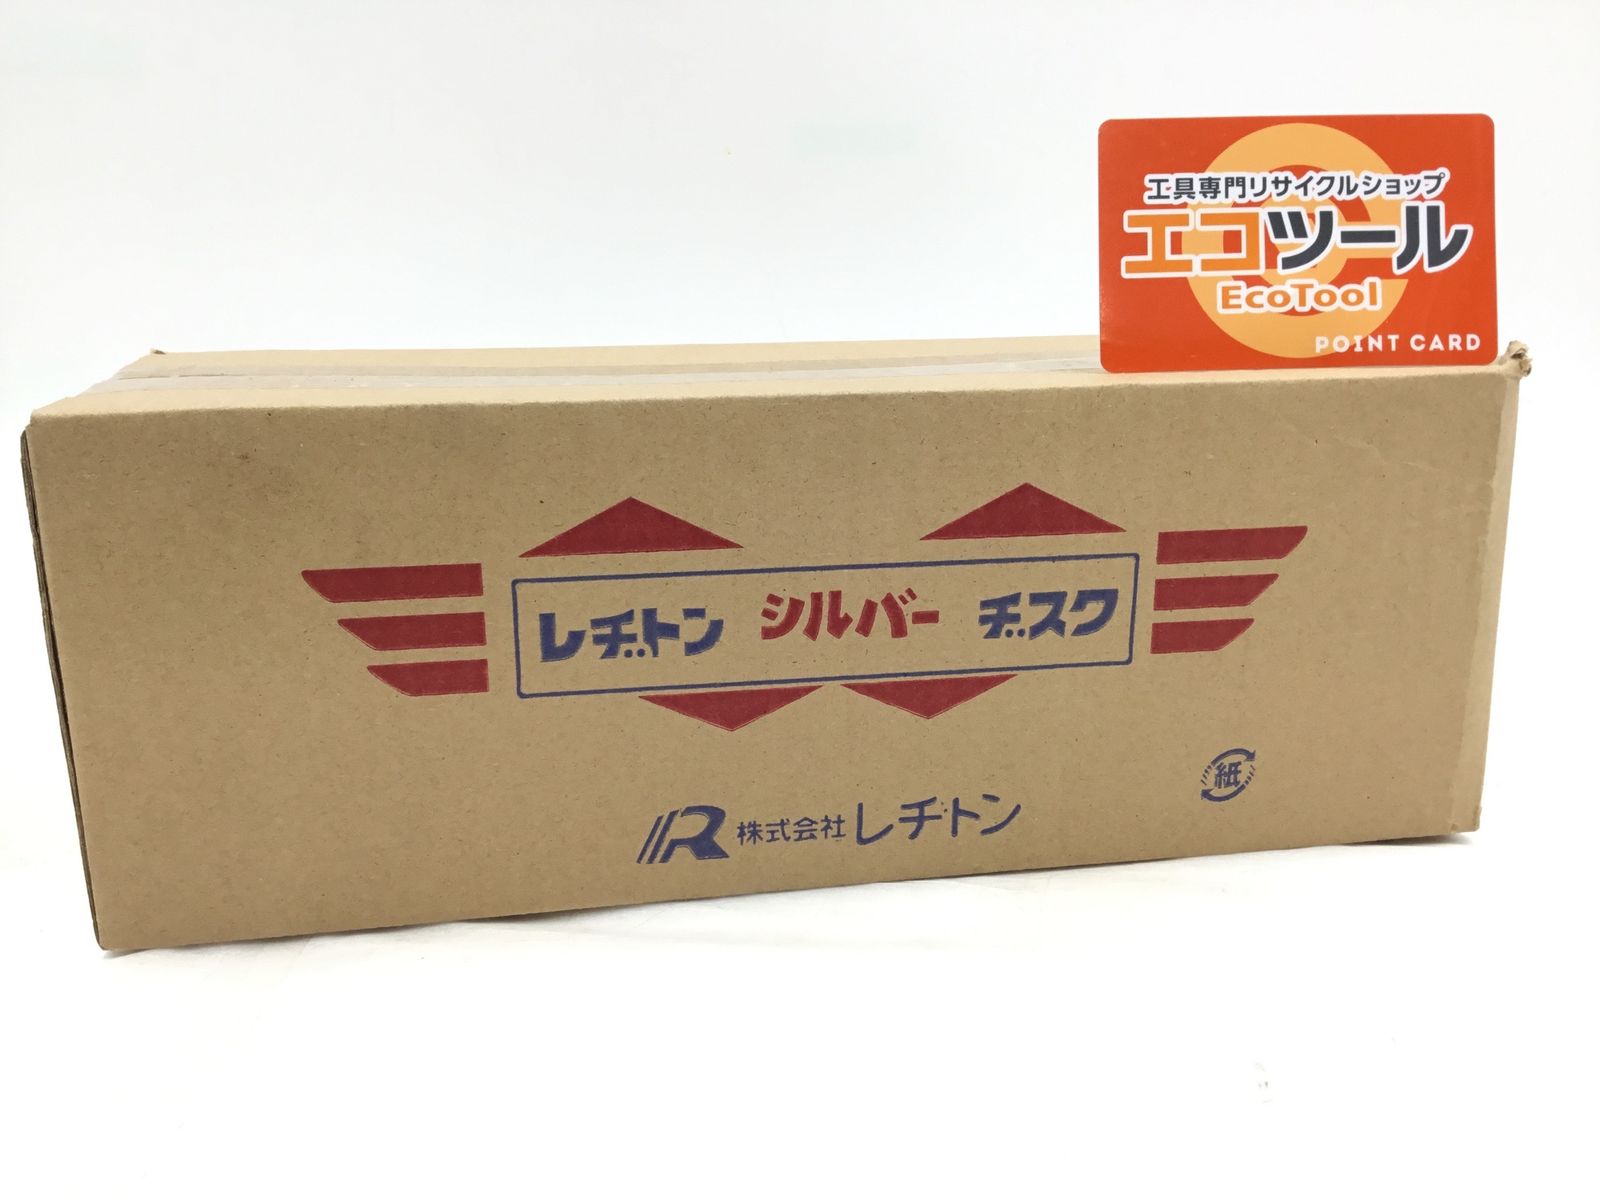 工具専門リサイクルショップ
エコツール
EcoTool
POINT CARD
レヂトン シルバー ヂスク
紙
R 株式会社レヂトン